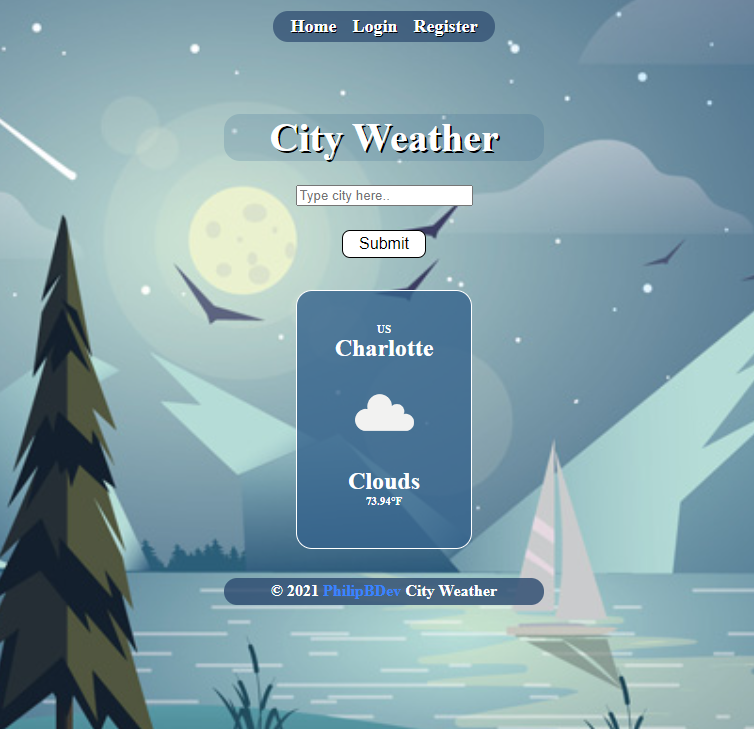 Home Login Register
City Weather
Type city here..
Submit
US
Charlotte
Clouds
73.94°F
© 2021 PhilipBDev City Weather